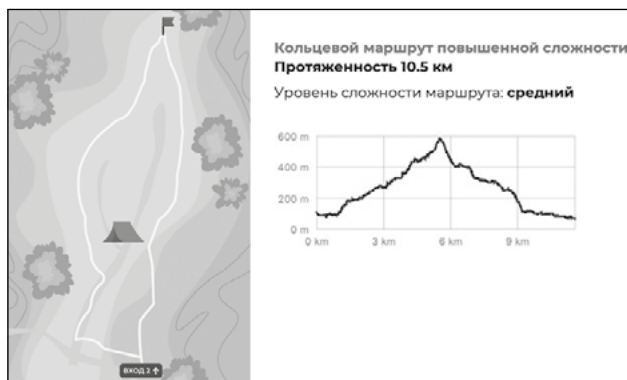 Кольцевой маршрут повышенной сложности
Протяженность 10.5 км
Уровень сложности маршрута: средний
600 m
400 m
200 m
0 m
0 km 3 km 6 km 9 km
ВХОД 2